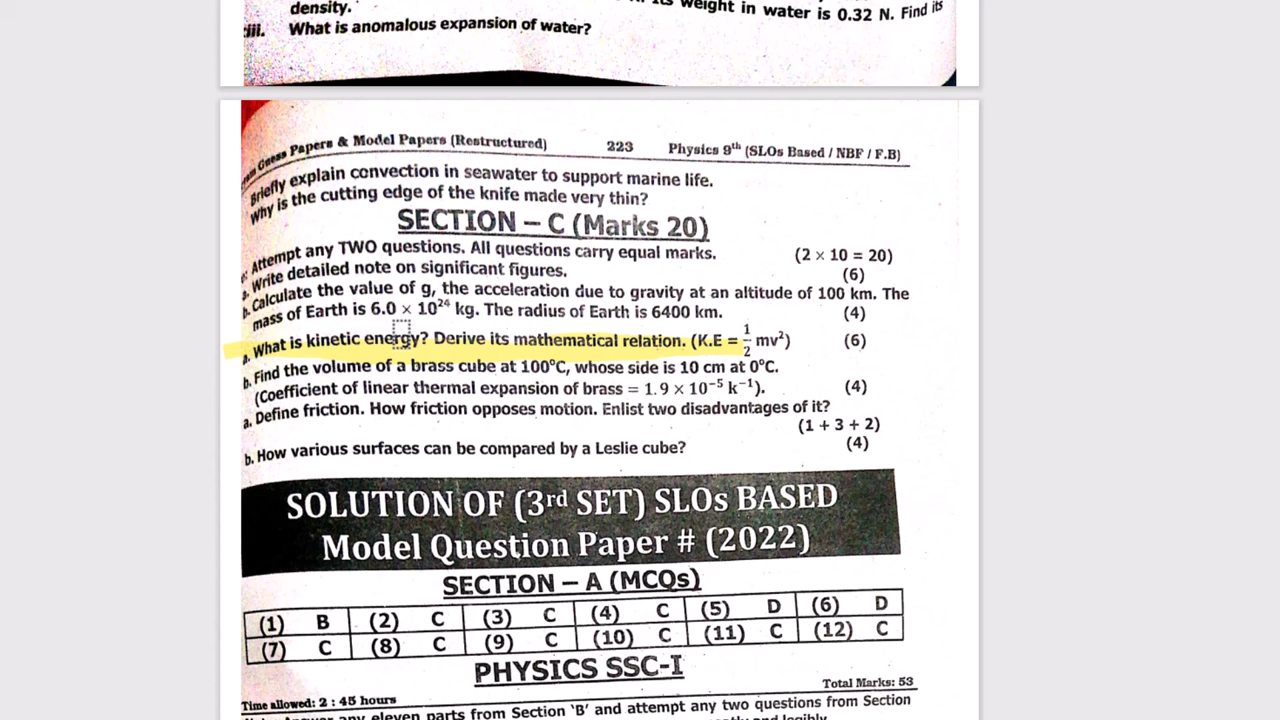 density.
Its weight in water is 0.32 N. Find its
iii. What is anomalous expansion of water?
Guess Papers & Model Papers (Restructured) 223 Physics 9th (SLOs Based / NBF / F.B)
Briefly explain convection in seawater to support marine life.
Why is the cutting edge of the knife made very thin?
SECTION – C (Marks 20)
Attempt any TWO questions. All questions carry equal marks. (2 × 10 = 20)
a. Write detailed note on significant figures. (6)
b. Calculate the value of g, the acceleration due to gravity at an altitude of 100 km. The
mass of Earth is 6.0 × 10²⁴ kg. The radius of Earth is 6400 km. (4)
a. What is kinetic energy? Derive its mathematical relation. (K.E = 1/2 mv²) (6)
b. Find the volume of a brass cube at 100°C, whose side is 10 cm at 0°C.
(Coefficient of linear thermal expansion of brass = 1.9 × 10⁻⁵ k⁻¹). (4)
a. Define friction. How friction opposes motion. Enlist two disadvantages of it?
(1 + 3 + 2)
b. How various surfaces can be compared by a Leslie cube? (4)
SOLUTION OF (3rd SET) SLOs BASED
Model Question Paper # (2022)
SECTION – A (MCQs)
(1) B (2) C (3) C (4) C (5) D (6) D
(7) C (8) C (9) C (10) C (11) C (12) C
PHYSICS SSC-I
Time allowed: 2 : 45 hours Total Marks: 53
any eleven parts from Section 'B' and attempt any two questions from Section
and legibly